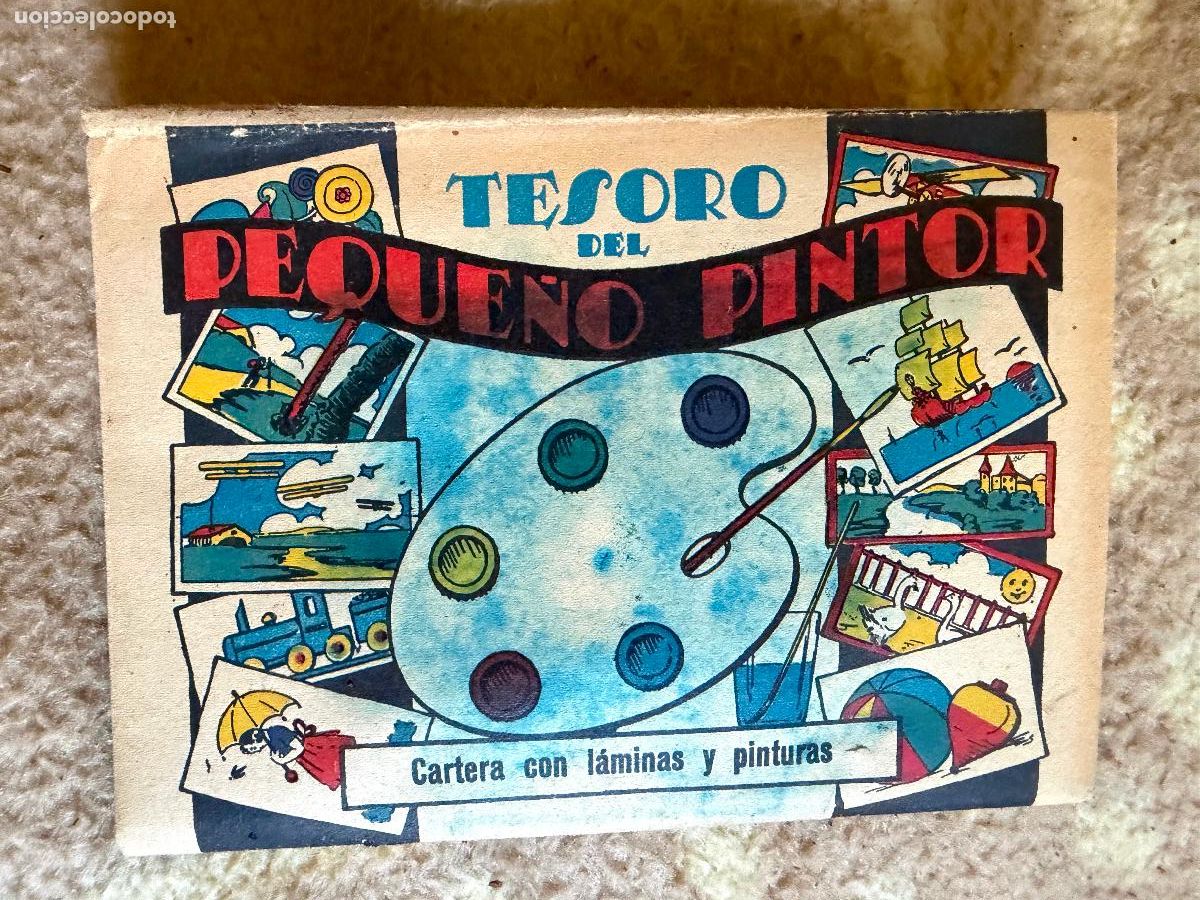 todocoleccion
TESORO
DEL
PEQUEÑO PINTOR
Cartera con láminas y pinturas